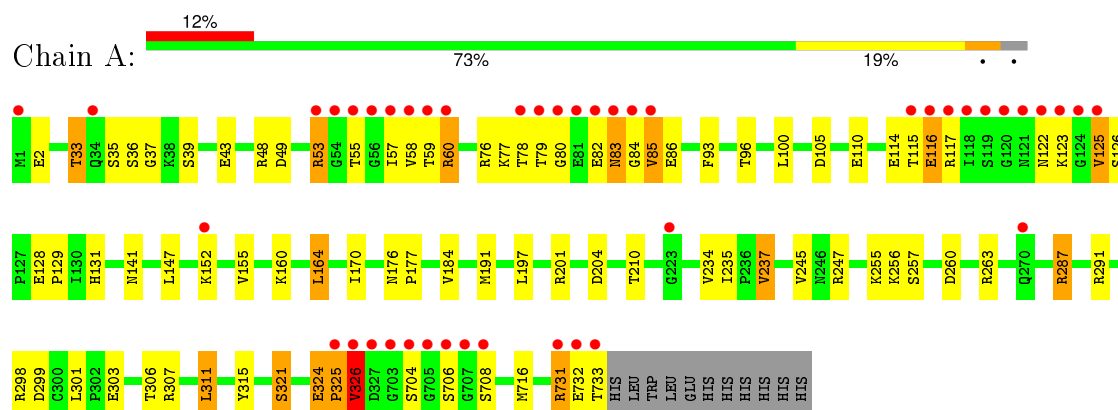 12%
Chain A:
73% 19% • •
M1 E2 T33 Q34 S35 S36 G37 K38 S39 E43 R48 D49 R53 G54 T55 G56 I57 V58 T59 R60 R76 K77 T78 T79 G80 E81 E82 N83 G84 V85 E86 F93 T96 L100 D105 E110 E114 T115 E116 R117 I118 S119 G120 N121 N122 K123 G124 V125 S126
P127 E128 P129 I130 H131 N141 L147 K152 V155 K160 L164 I170 N176 P177 V184 M191 L197 R201 D204 T210 G223 V234 I235 P236 V237 V245 N246 R247 K255 K256 S257 D260 R263 Q270 R287 R291
R298 D299 C300 L301 P302 E303 T306 R307 L311 Y315 S321 E324 P325 V326 D327 G703 S704 G705 S706 G707 S708 M716 R731 E732 T733 HIS LEU TRP LEU GLU HIS HIS HIS HIS HIS HIS